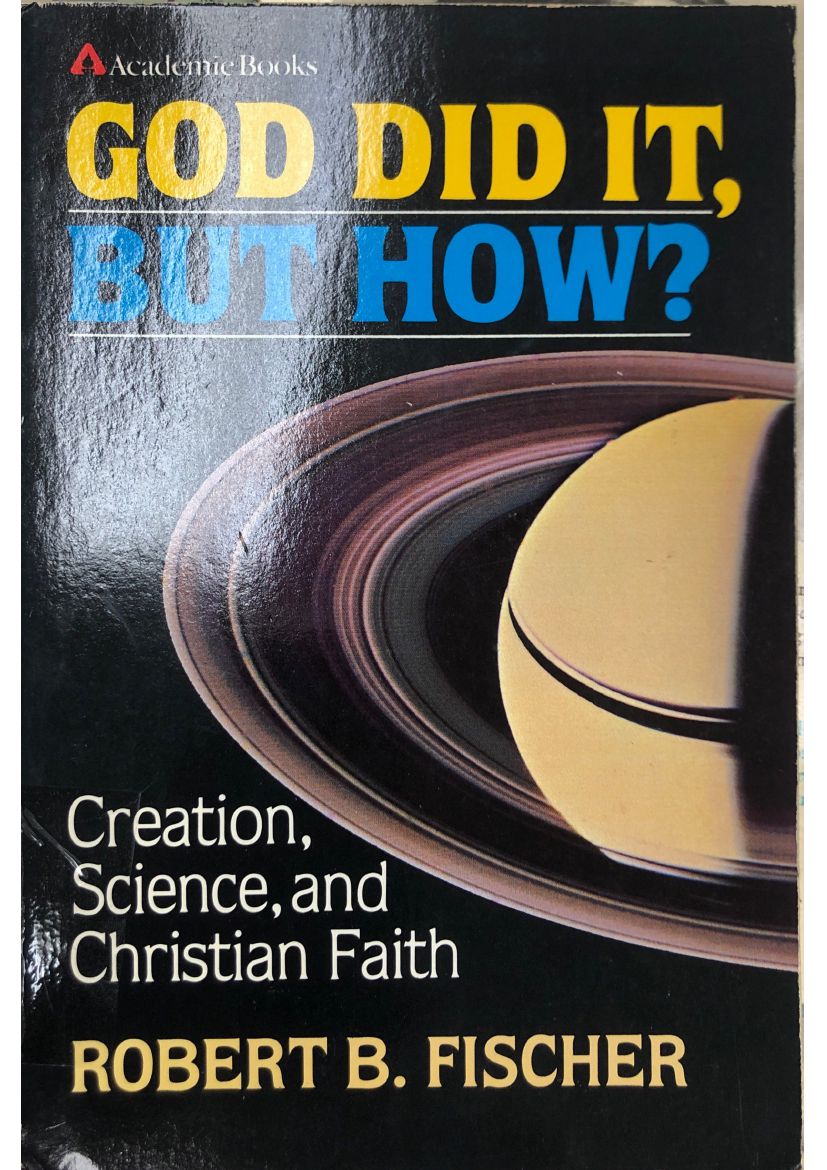 Academic Books
GOD DID IT,
BUT HOW?
Creation,
Science, and
Christian Faith
ROBERT B. FISCHER